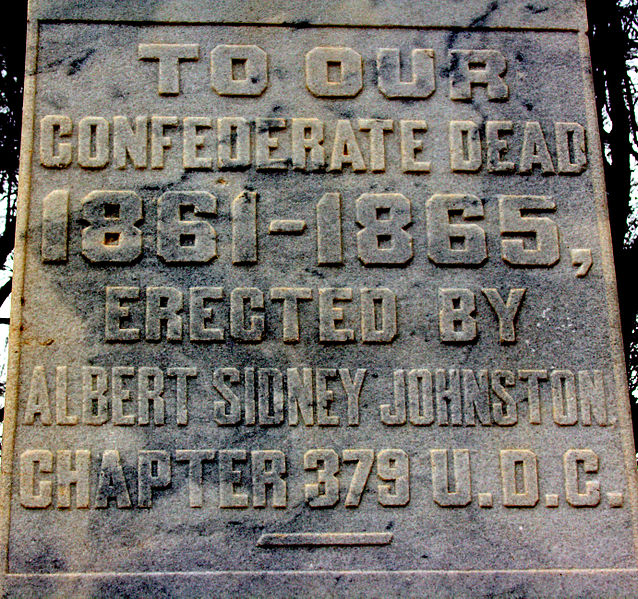 TO OUR
CONFEDERATE DEAD
1861-1865,
ERECTED BY
ALBERT SIDNEY JOHNSTON.
CHAPTER 379 U.D.C.